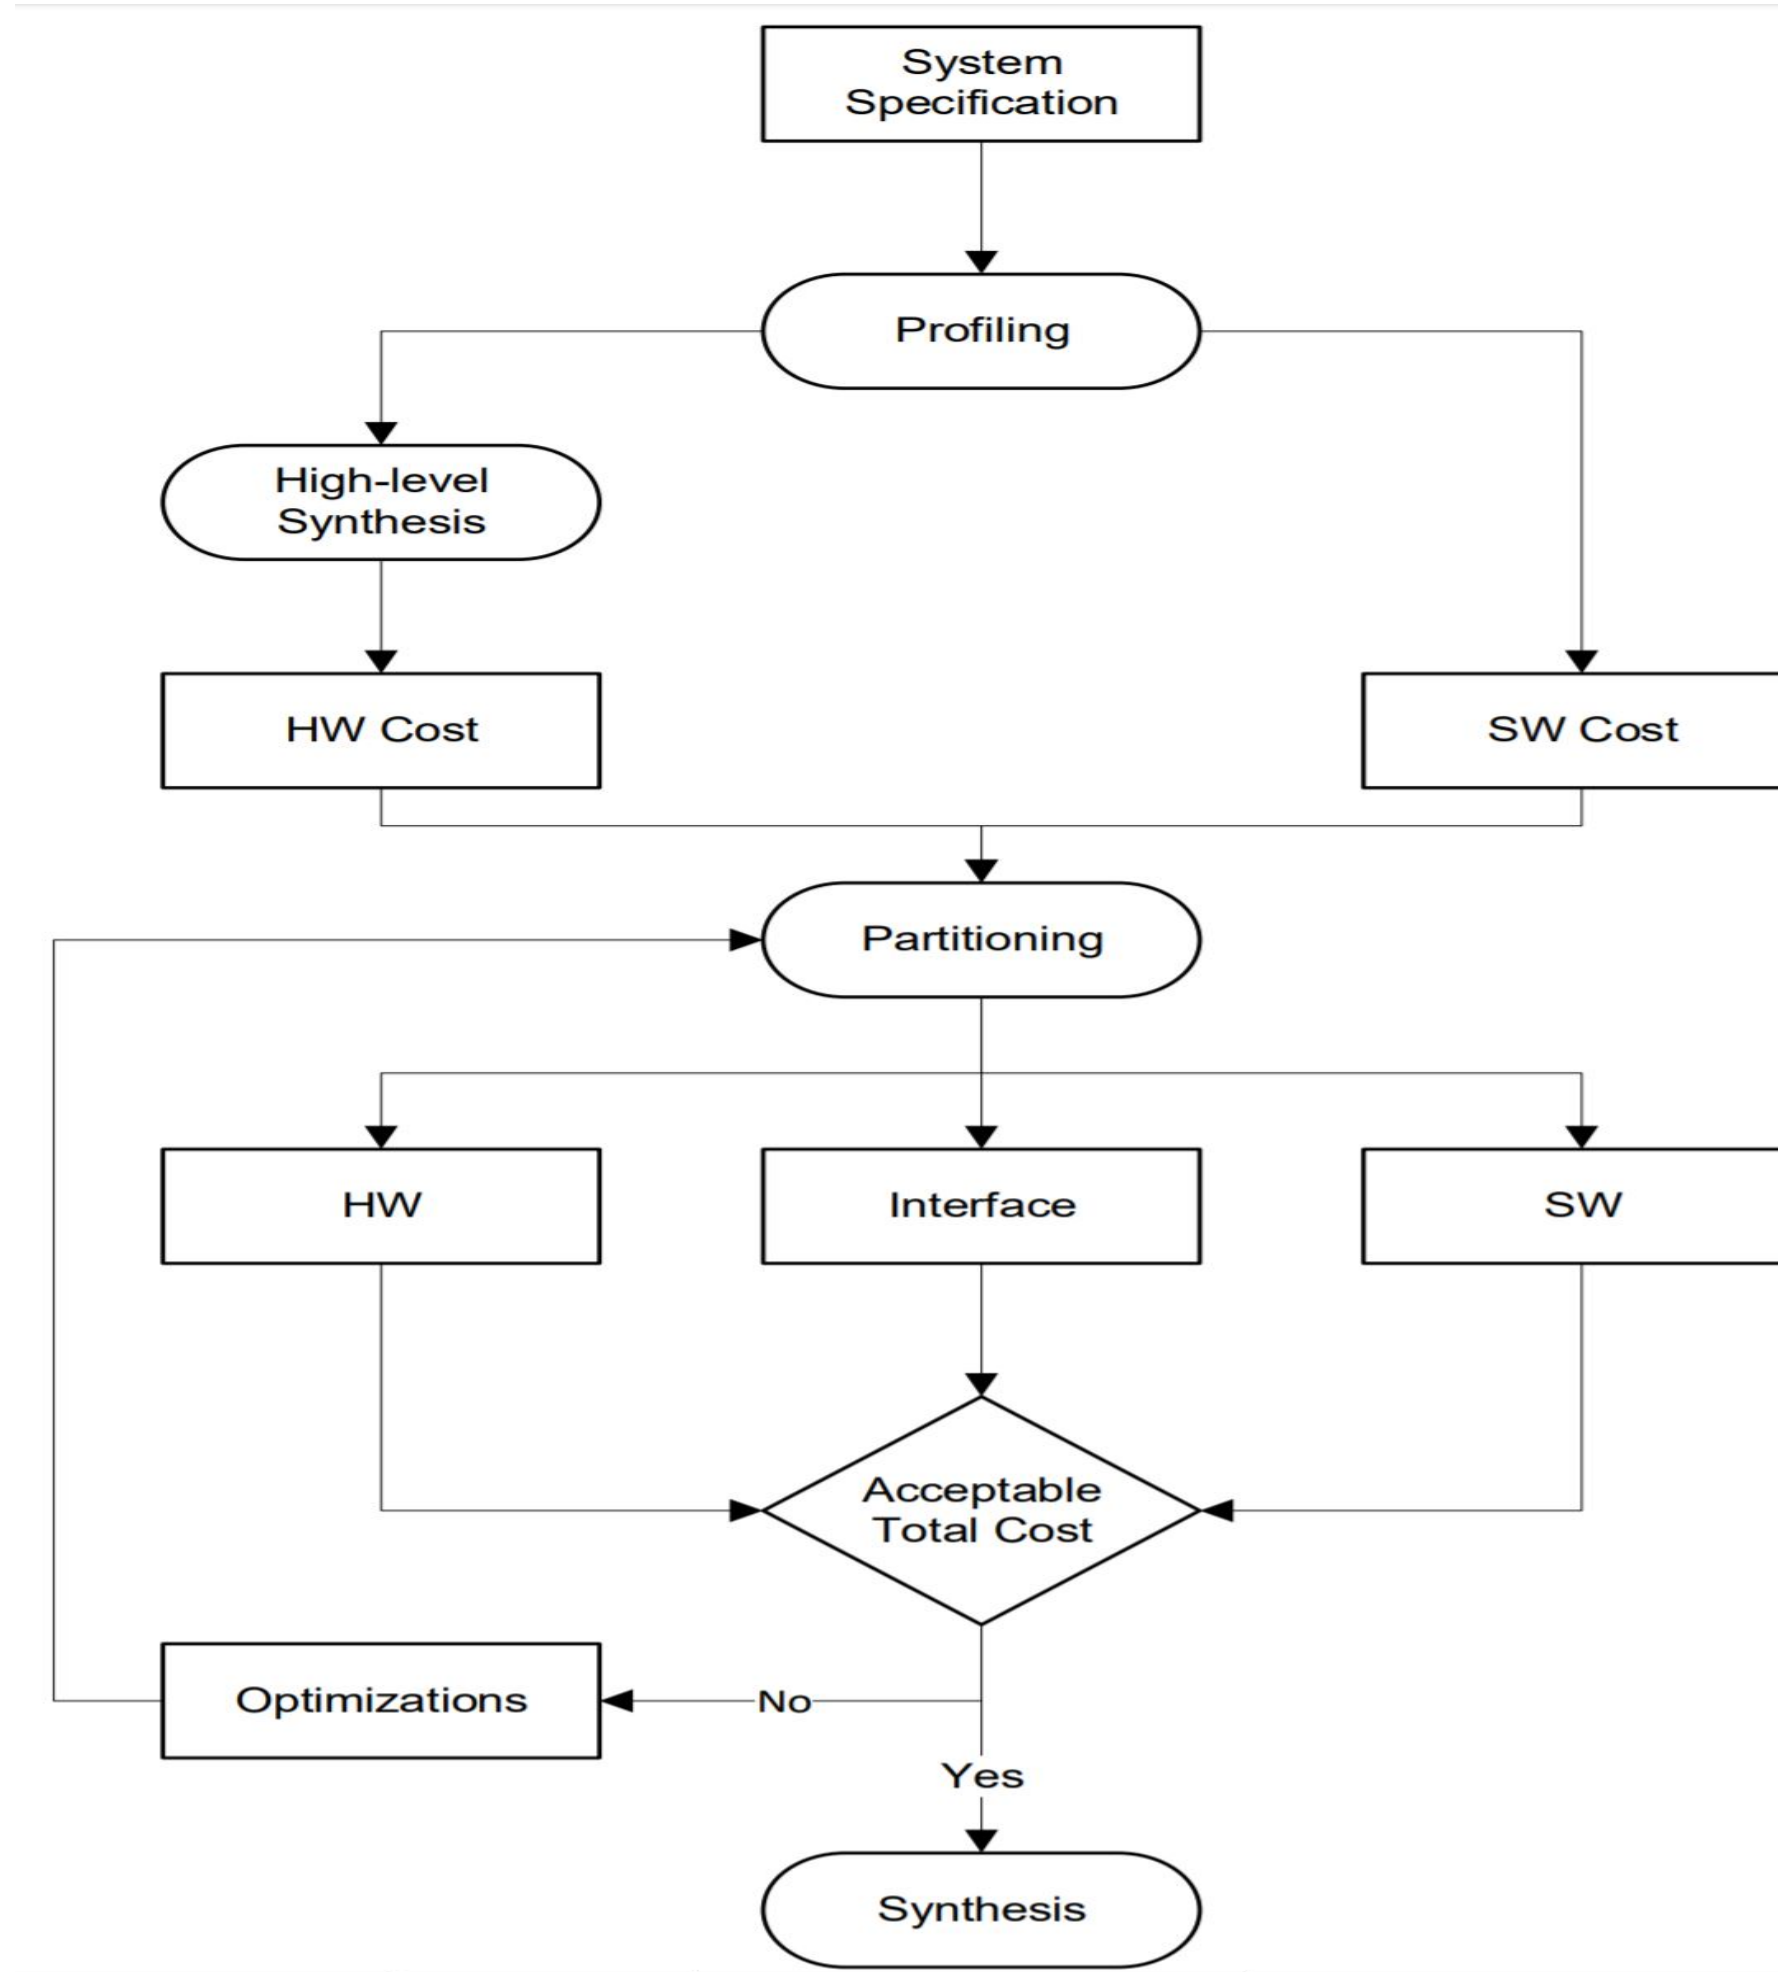 System
Specification
Profiling
High-level
Synthesis
HW Cost
SW Cost
Partitioning
HW
Interface
SW
Acceptable
Total Cost
Optimizations
No
Yes
Synthesis